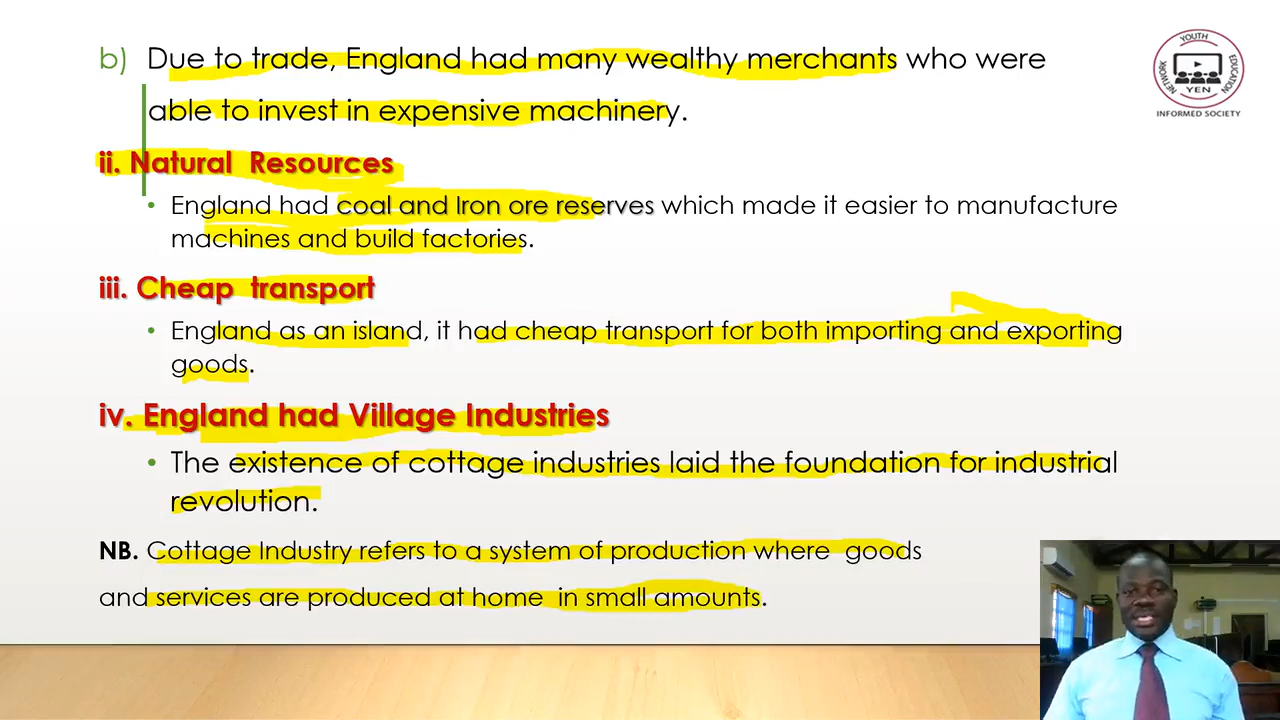 b) Due to trade, England had many wealthy merchants who were
able to invest in expensive machinery.
ii. Natural Resources
• England had coal and Iron ore reserves which made it easier to manufacture
machines and build factories.
iii. Cheap transport
• England as an island, it had cheap transport for both importing and exporting
goods.
iv. England had Village Industries
• The existence of cottage industries laid the foundation for industrial
revolution.
NB. Cottage Industry refers to a system of production where goods
and services are produced at home in small amounts.
YOUTH
EDUCATION
NETWORK
YEN
INFORMED SOCIETY